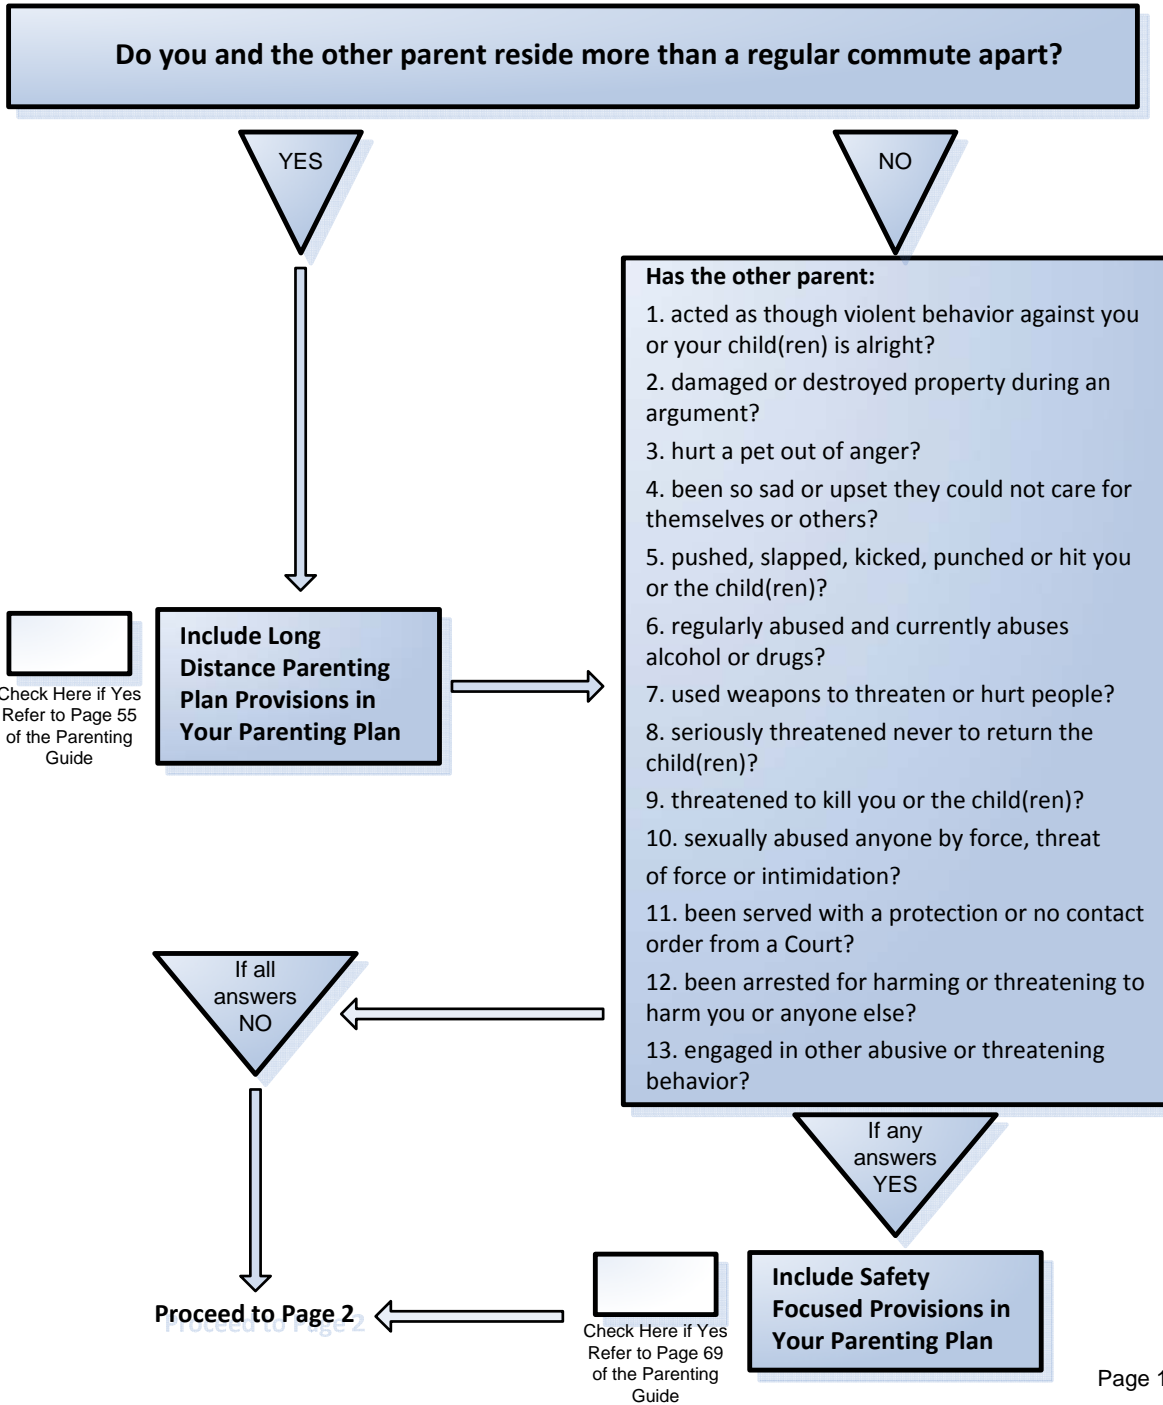 Do you and the other parent reside more than a regular commute apart?
YES
NO
Has the other parent:
1. acted as though violent behavior against you
or your child(ren) is alright?
2. damaged or destroyed property during an
argument?
3. hurt a pet out of anger?
4. been so sad or upset they could not care for
themselves or others?
5. pushed, slapped, kicked, punched or hit you
or the child(ren)?
6. regularly abused and currently abuses
alcohol or drugs?
7. used weapons to threaten or hurt people?
8. seriously threatened never to return the
child(ren)?
9. threatened to kill you or the child(ren)?
10. sexually abused anyone by force, threat
of force or intimidation?
11. been served with a protection or no contact
order from a Court?
12. been arrested for harming or threatening to
harm you or anyone else?
13. engaged in other abusive or threatening
behavior?
Check Here if Yes
Refer to Page 55
of the Parenting
Guide
Include Long
Distance Parenting
Plan Provisions in
Your Parenting Plan
If all
answers
NO
If any
answers
YES
Proceed to Page 2
Check Here if Yes
Refer to Page 69
of the Parenting
Guide
Include Safety
Focused Provisions in
Your Parenting Plan
Page 1